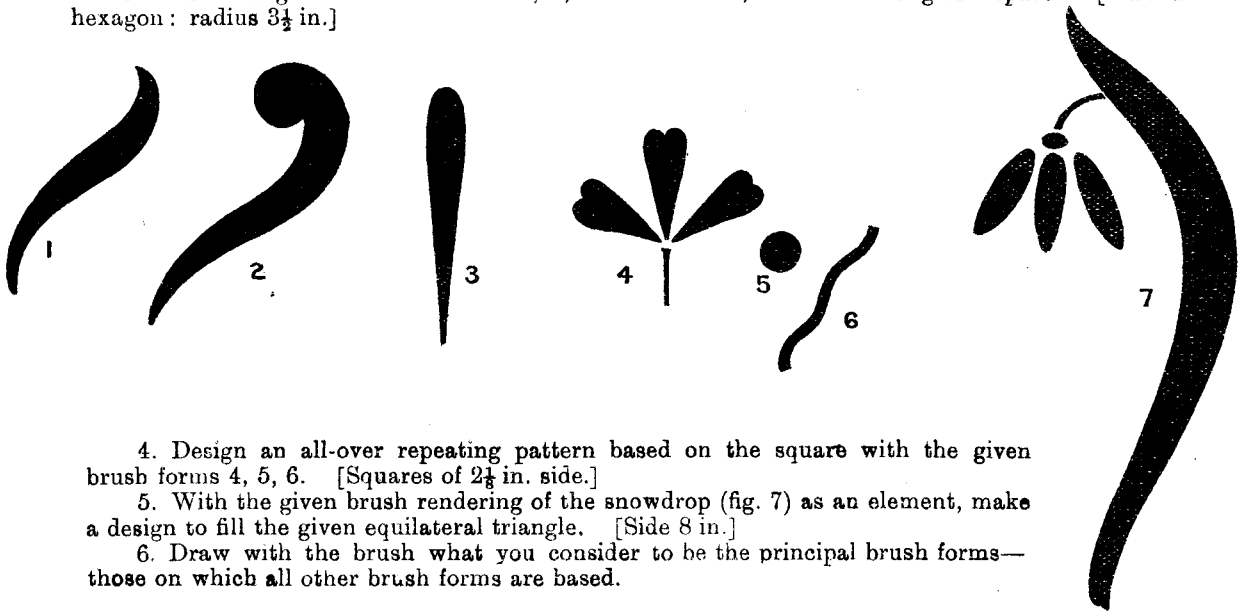 hexagon: radius 3½ in.]
1
2
3
4
5
6
7
4. Design an all-over repeating pattern based on the square with the given
brush forms 4, 5, 6. [Squares of 2⅛ in. side.]
5. With the given brush rendering of the snowdrop (fig. 7) as an element, make
a design to fill the given equilateral triangle. [Side 8 in.]
6. Draw with the brush what you consider to be the principal brush forms—
those on which all other brush forms are based.